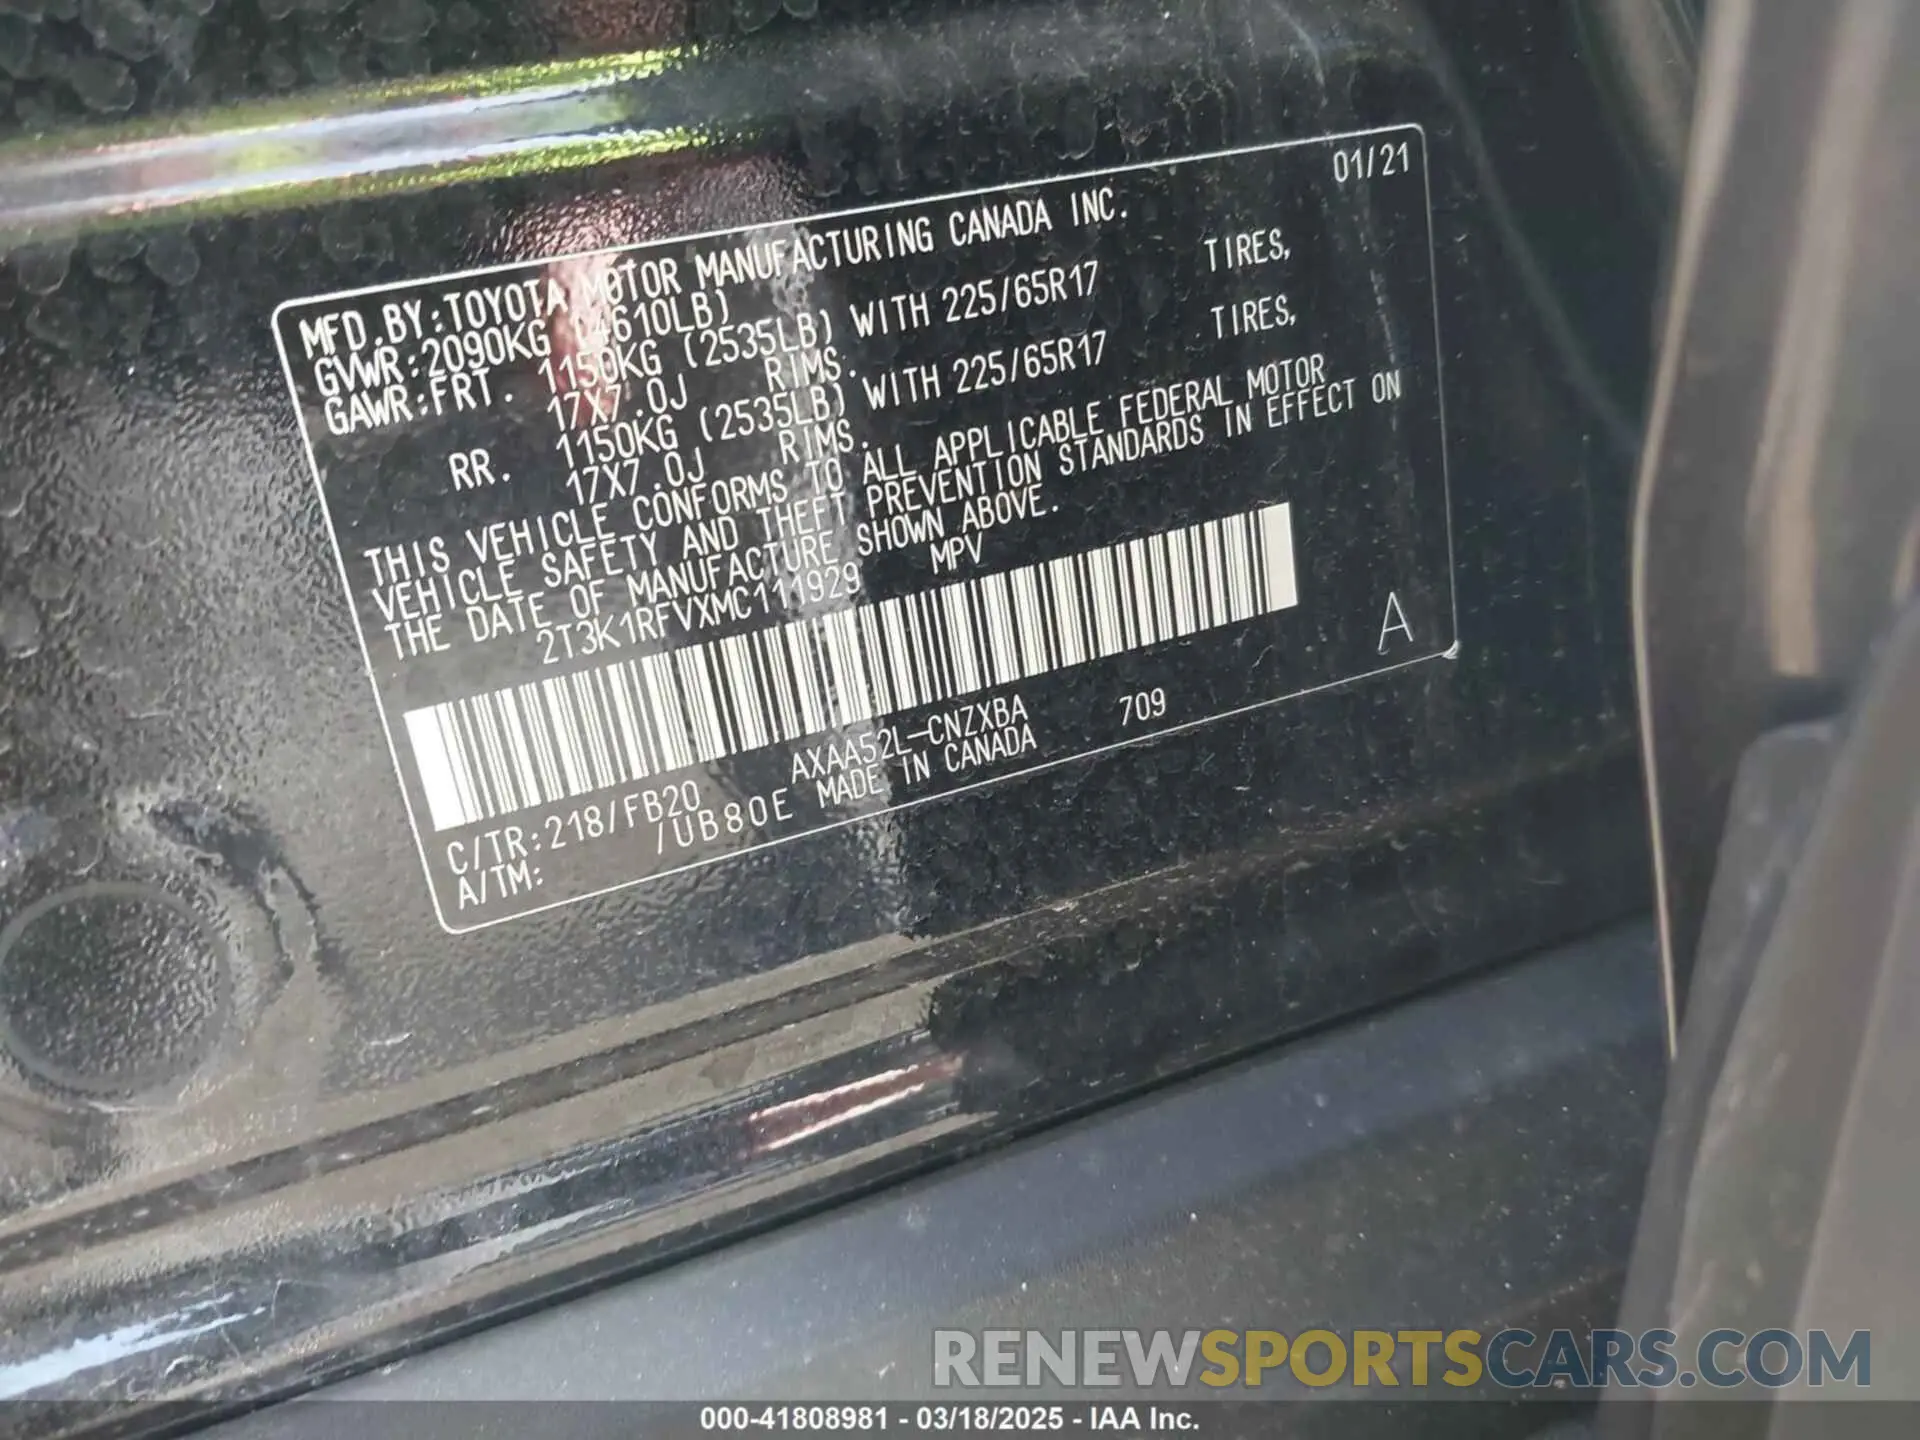 01/21
MFD.BY:TOYOTA MOTOR MANUFACTURING CANADA INC.
GVWR:2090KG (4610LB)
GAWR:FRT. 1150KG (2535LB) WITH 225/65R17 TIRES,
17X7.0J RIMS.
RR. 1150KG (2535LB) WITH 225/65R17 TIRES,
17X7.0J RIMS.
THIS VEHICLE CONFORMS TO ALL APPLICABLE FEDERAL MOTOR
VEHICLE SAFETY AND THEFT PREVENTION STANDARDS IN EFFECT ON
THE DATE OF MANUFACTURE SHOWN ABOVE.
2T3K1RFVXMC111929 MPV
A
C/TR:218/FB20 AXAA52L-CNZXBA 709
A/TM: /UB80E MADE IN CANADA
RENEWSPORTSCARS.COM
000-41808981 - 03/18/2025 - IAA Inc.